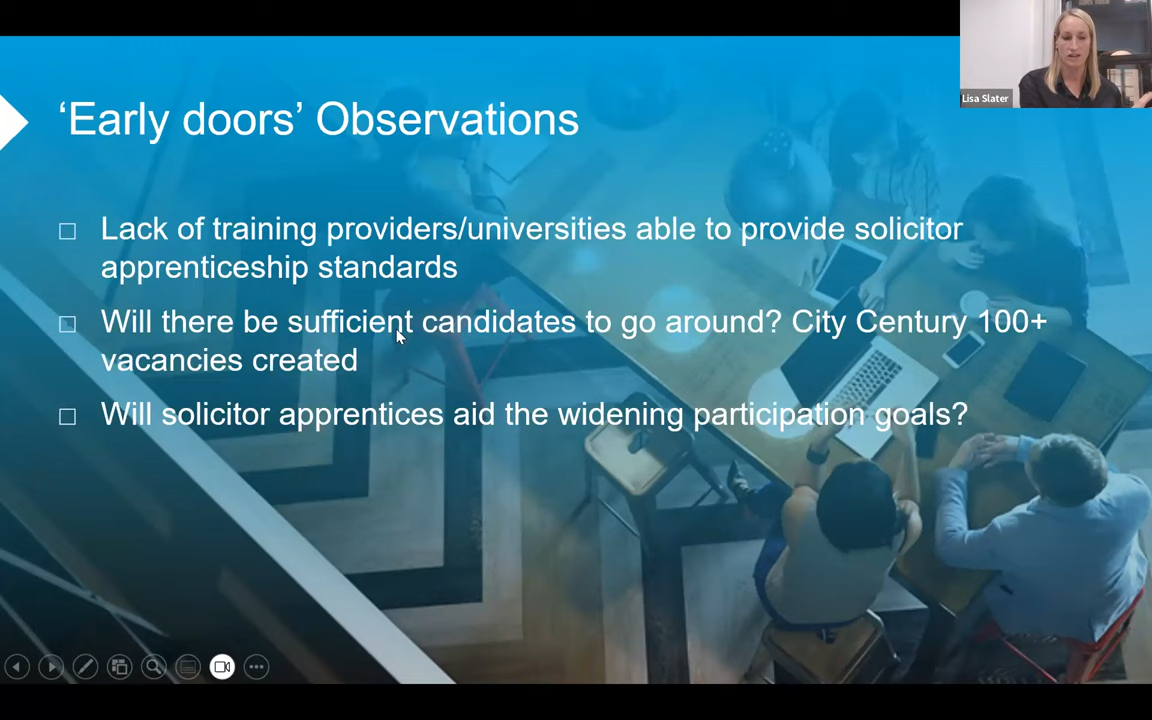 Lisa Slater
‘Early doors’ Observations
□ Lack of training providers/universities able to provide solicitor
apprenticeship standards
□ Will there be sufficient candidates to go around? City Century 100+
vacancies created
□ Will solicitor apprentices aid the widening participation goals?